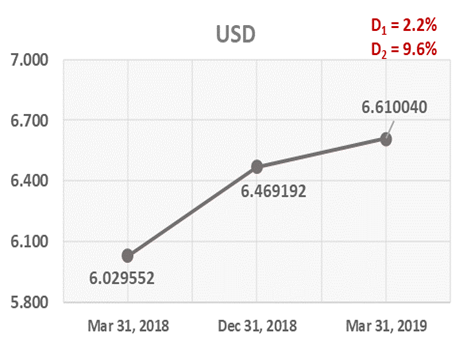 USD
D₁ = 2.2%
D₂ = 9.6%
7.000
6.700
6.400
6.100
5.800
6.029552
6.469192
6.610040
Mar 31, 2018
Dec 31, 2018
Mar 31, 2019